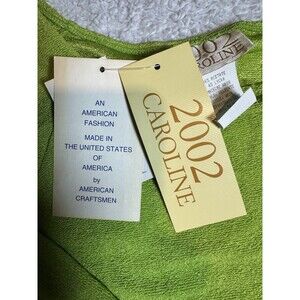 AN
AMERICAN
FASHION
MADE IN
THE UNITED STATES
OF
AMERICA
by
AMERICAN
CRAFTSMEN
2002
CAROLINE
2002
CAROLINE